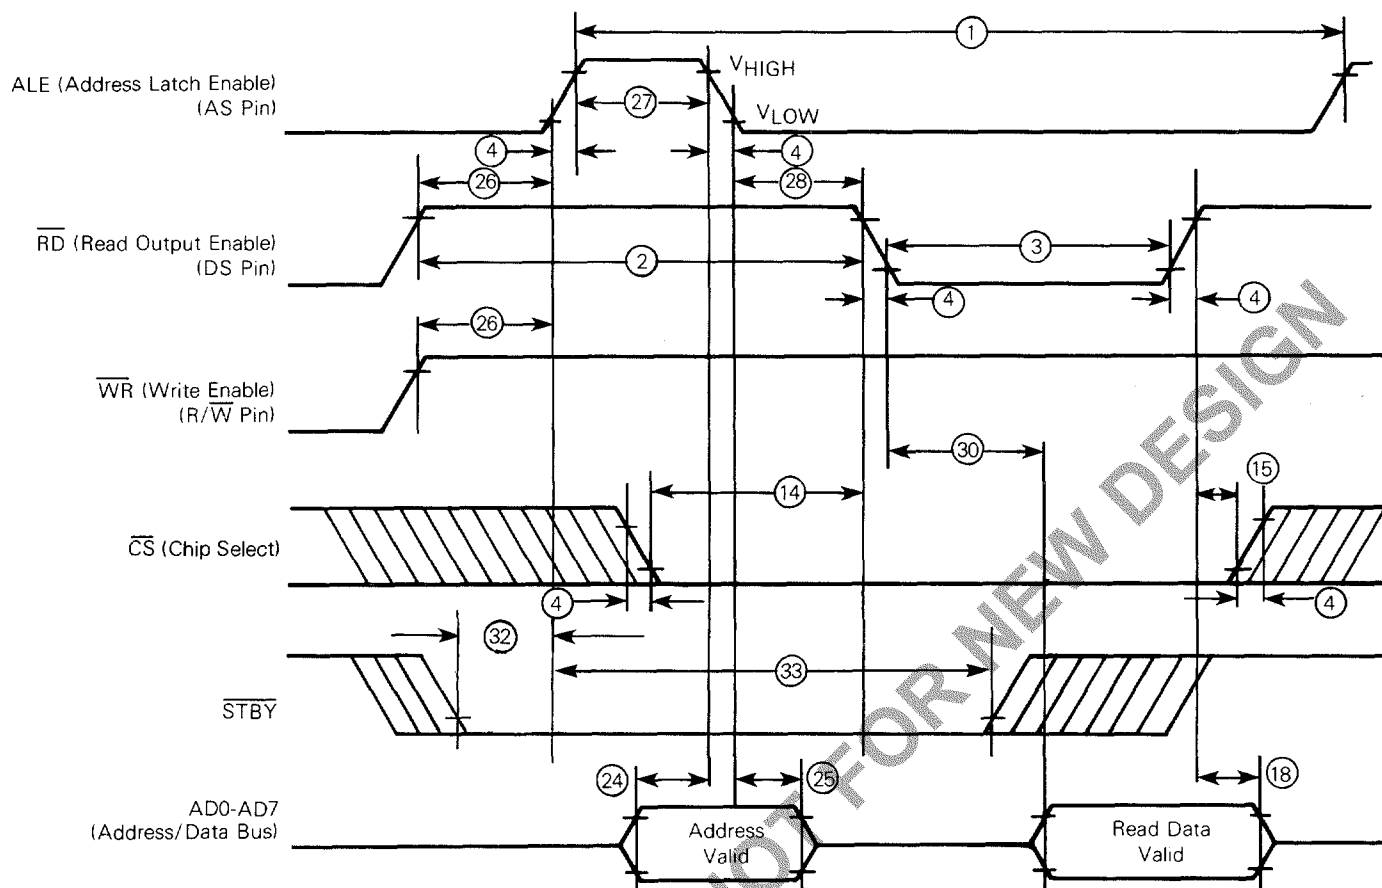 ①
ALE (Address Latch Enable)
(AS Pin)
VHIGH
㉗
VLOW
④ ④
㉖ ㉘
RD (Read Output Enable)
(DS Pin)
② ③
④ ④
㉖
WR (Write Enable)
(R/W Pin)
㉚
⑭ ⑮
CS (Chip Select)
④ ④
㉜
㉝
STBY
㉔ ㉕ ⑱
AD0-AD7
(Address/Data Bus)
Address
Valid
Read Data
Valid
NOT FOR NEW DESIGN